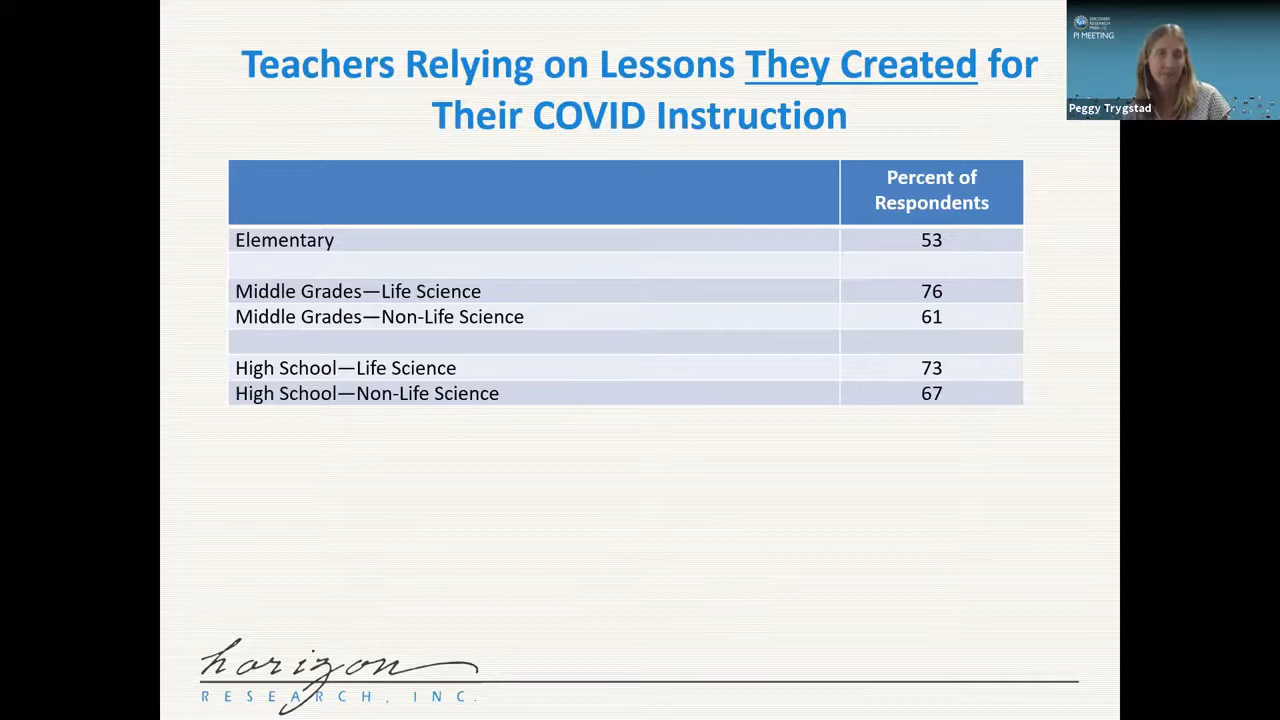 Teachers Relying on Lessons They Created for
Their COVID Instruction
DISCOVERY
RESEARCH
PI MEETING
Peggy Trygstad
Percent of
Respondents
Elementary 53
Middle Grades—Life Science 76
Middle Grades—Non-Life Science 61
High School—Life Science 73
High School—Non-Life Science 67
horizon
RESEARCH, INC.